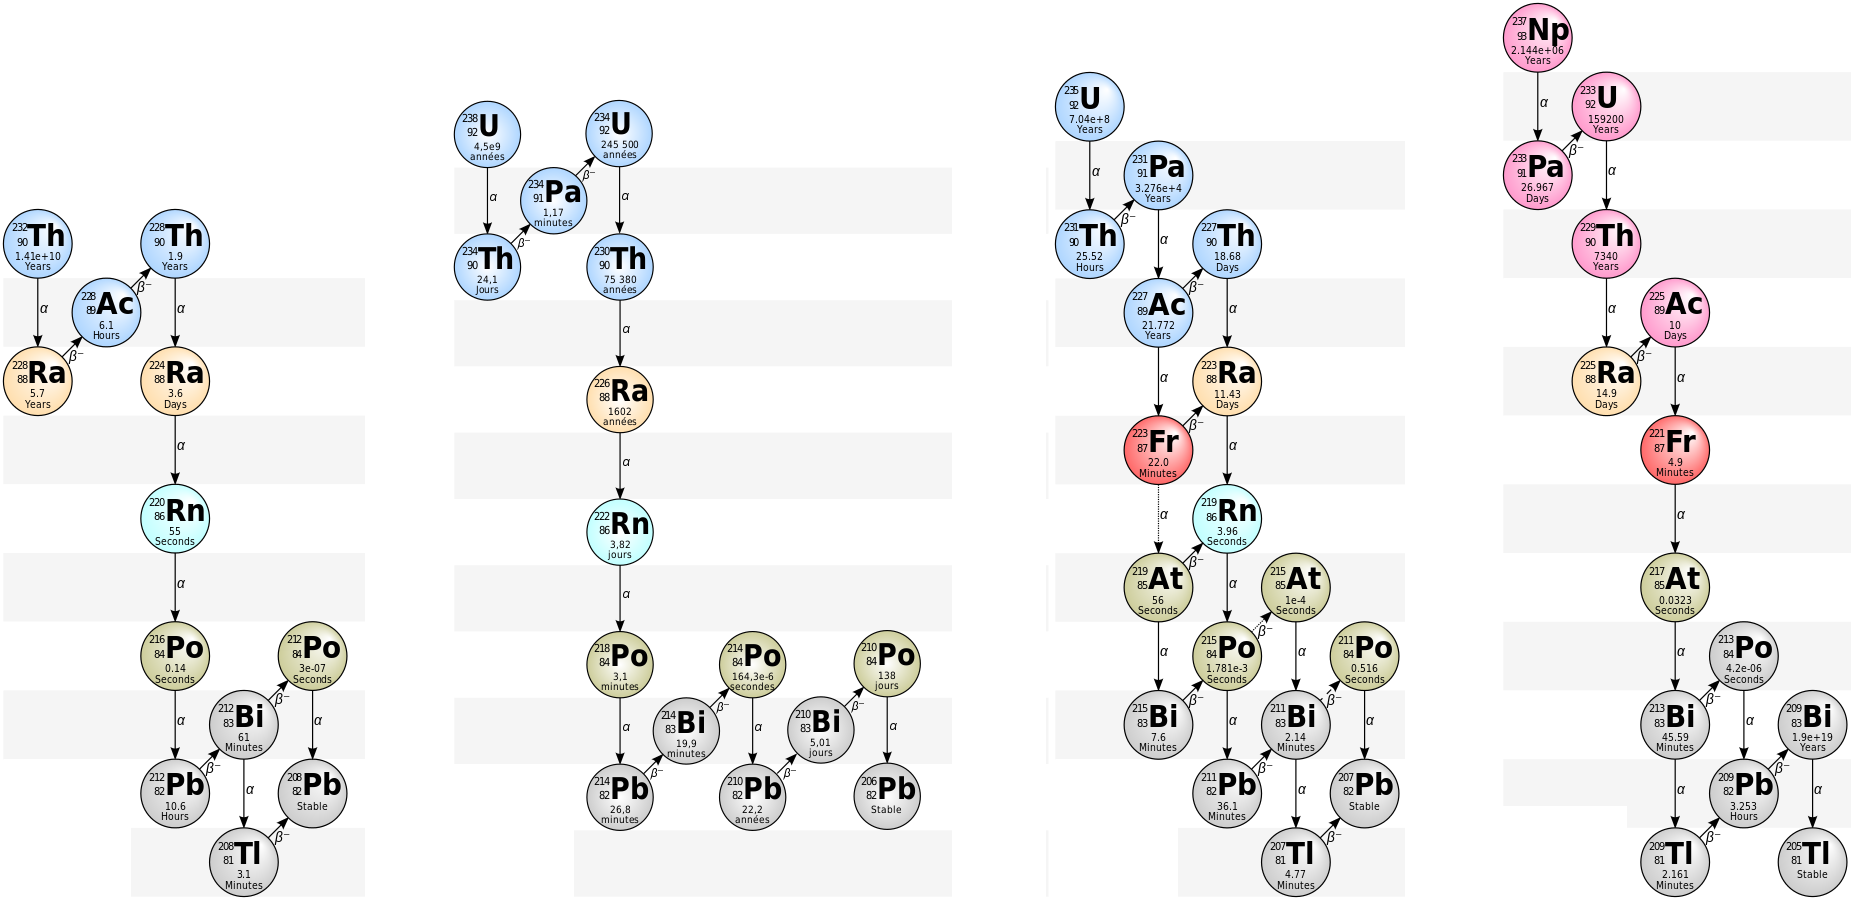 232
90 Th
1.41e+10
Years
α
228
88 Ra
5.7
Years
β⁻
228
89 Ac
6.1
Hours
β⁻
228
90 Th
1.9
Years
α
224
88 Ra
3.6
Days
α
220
86 Rn
55
Seconds
α
216
84 Po
0.14
Seconds
α
212
82 Pb
10.6
Hours
β⁻
212
83 Bi
61
Minutes
β⁻
212
84 Po
3e-07
Seconds
α
α
208
81 Tl
3.1
Minutes
β⁻
208
82 Pb
Stable
238
92 U
4,5e9
années
α
234
90 Th
24,1
Jours
β⁻
234
91 Pa
1,17
minutes
β⁻
234
92 U
245 500
années
α
230
90 Th
75 380
années
α
226
88 Ra
1602
années
α
222
86 Rn
3,82
jours
α
218
84 Po
3,1
minutes
α
214
82 Pb
26,8
minutes
β⁻
214
83 Bi
19,9
minutes
β⁻
214
84 Po
164,3e-6
secondes
α
210
82 Pb
22,2
années
β⁻
210
83 Bi
5,01
jours
β⁻
210
84 Po
138
jours
α
206
82 Pb
Stable
235
92 U
7.04e+8
Years
α
231
90 Th
25.52
Hours
β⁻
231
91 Pa
3.276e+4
Years
α
227
89 Ac
21.772
Years
β⁻
227
90 Th
18.68
Days
α
α
223
87 Fr
22.0
Minutes
β⁻
223
88 Ra
11.43
Days
α
α
219
85 At
56
Seconds
β⁻
219
86 Rn
3.96
Seconds
α
α
215
83 Bi
7.6
Minutes
β⁻
215
84 Po
1.781e-3
Seconds
β⁻
215
85 At
1e-4
Seconds
α
α
211
82 Pb
36.1
Minutes
β⁻
211
83 Bi
2.14
Minutes
β⁻
211
84 Po
0.516
Seconds
α
α
207
81 Tl
4.77
Minutes
β⁻
207
82 Pb
Stable
237
93 Np
2.144e+06
Years
α
233
91 Pa
26.967
Days
β⁻
233
92 U
159200
Years
α
229
90 Th
7340
Years
α
225
88 Ra
14.9
Days
β⁻
225
89 Ac
10
Days
α
221
87 Fr
4.9
Minutes
α
217
85 At
0.0323
Seconds
α
213
83 Bi
45.59
Minutes
β⁻
213
84 Po
4.2e-06
Seconds
α
α
209
81 Tl
2.161
Minutes
β⁻
209
82 Pb
3.253
Hours
β⁻
209
83 Bi
1.9e+19
Years
α
205
81 Tl
Stable